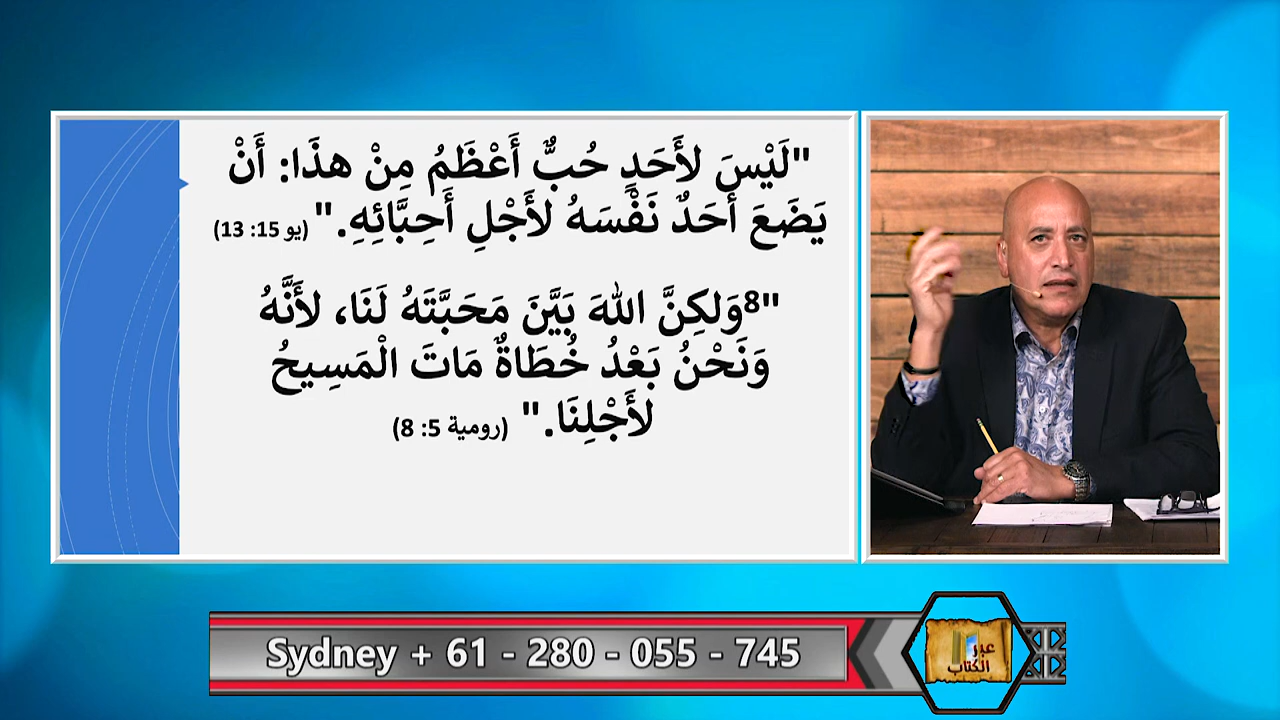 "لَيْسَ لأَحَدٍ حُبٌّ أَعْظَمُ مِنْ هذَا: أَنْ
يَضَعَ أَحَدٌ نَفْسَهُ لأَجْلِ أَحِبَّائِهِ." (يو 15: 13)
"8وَلكِنَّ اللهَ بَيَّنَ مَحَبَّتَهُ لَنَا، لأَنَّهُ
وَنَحْنُ بَعْدُ خُطَاةٌ مَاتَ الْمَسِيحُ
لأَجْلِنَا." (رومية 5: 8)
Sydney + 61 - 280 - 055 - 745
عبر
الكتاب